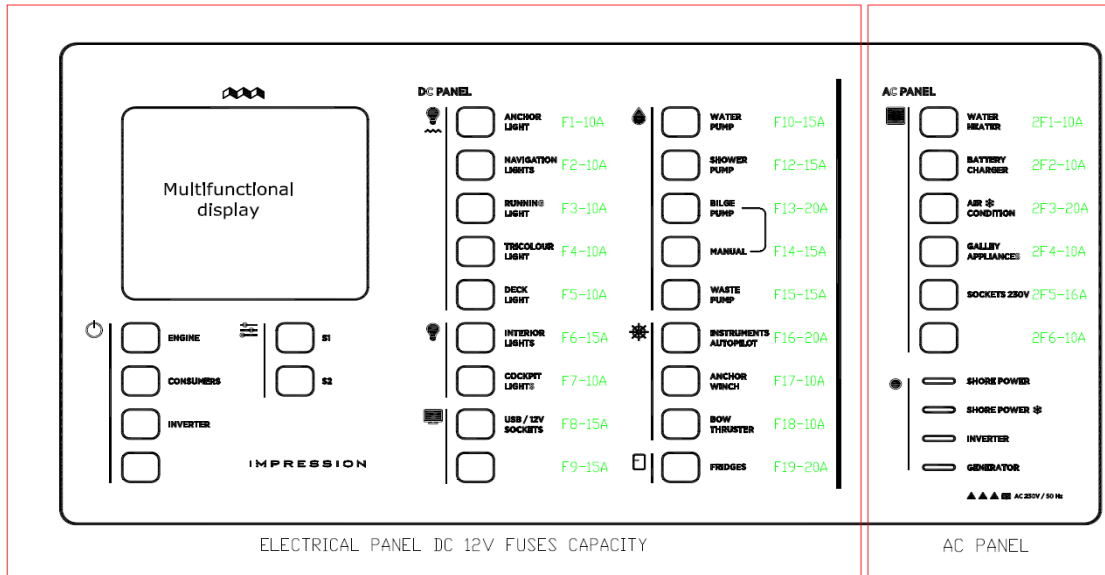 Multifunctional
display
ENGINE
CONSUMERS
INVERTER
S1
S2
IMPRESSION
DC PANEL
ANCHOR
LIGHT F1-10A
NAVIGATION
LIGHTS F2-10A
RUNNING
LIGHT F3-10A
TRICOLOUR
LIGHT F4-10A
DECK
LIGHT F5-10A
INTERIOR
LIGHTS F6-15A
COCKPIT
LIGHTS F7-10A
USB / 12V
SOCKETS F8-15A
F9-15A
WATER
PUMP F10-15A
SHOWER
PUMP F12-15A
BILGE
PUMP F13-20A
MANUAL F14-15A
WASTE
PUMP F15-15A
INSTRUMENTS
AUTOPILOT F16-20A
ANCHOR
WINCH F17-10A
BOW
THRUSTER F18-10A
FRIDGES F19-20A
AC PANEL
WATER
HEATER 2F1-10A
BATTERY
CHARGER 2F2-10A
AIR
CONDITION 2F3-20A
GALLEY
APPLIANCES 2F4-10A
SOCKETS 230V 2F5-16A
2F6-10A
SHORE POWER
SHORE POWER
INVERTER
GENERATOR
AC 230V / 50 Hz
ELECTRICAL PANEL DC 12V FUSES CAPACITY
AC PANEL